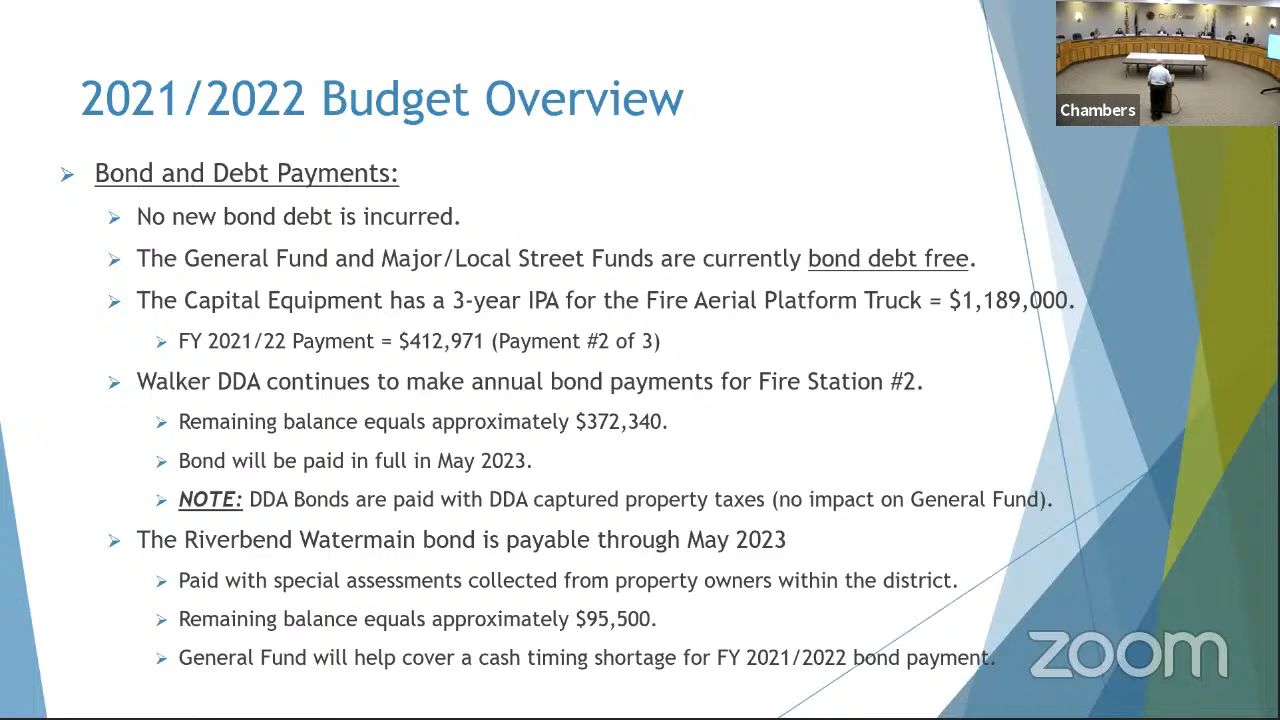 2021/2022 Budget Overview
Chambers
Bond and Debt Payments:
No new bond debt is incurred.
The General Fund and Major/Local Street Funds are currently bond debt free.
The Capital Equipment has a 3-year IPA for the Fire Aerial Platform Truck = $1,189,000.
FY 2021/22 Payment = $412,971 (Payment #2 of 3)
Walker DDA continues to make annual bond payments for Fire Station #2.
Remaining balance equals approximately $372,340.
Bond will be paid in full in May 2023.
NOTE: DDA Bonds are paid with DDA captured property taxes (no impact on General Fund).
The Riverbend Watermain bond is payable through May 2023
Paid with special assessments collected from property owners within the district.
Remaining balance equals approximately $95,500.
General Fund will help cover a cash timing shortage for FY 2021/2022 bond payment.
zoom